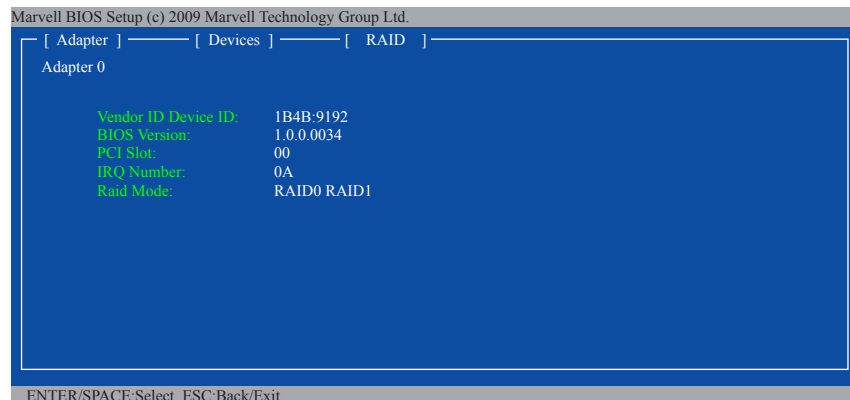 Marvell BIOS Setup (c) 2009 Marvell Technology Group Ltd.
[ Adapter ] [ Devices ] [ RAID ]
Adapter 0
Vendor ID Device ID: 1B4B:9192
BIOS Version: 1.0.0.0034
PCI Slot: 00
IRQ Number: 0A
Raid Mode: RAID0 RAID1
ENTER/SPACE:Select ESC:Back/Exit